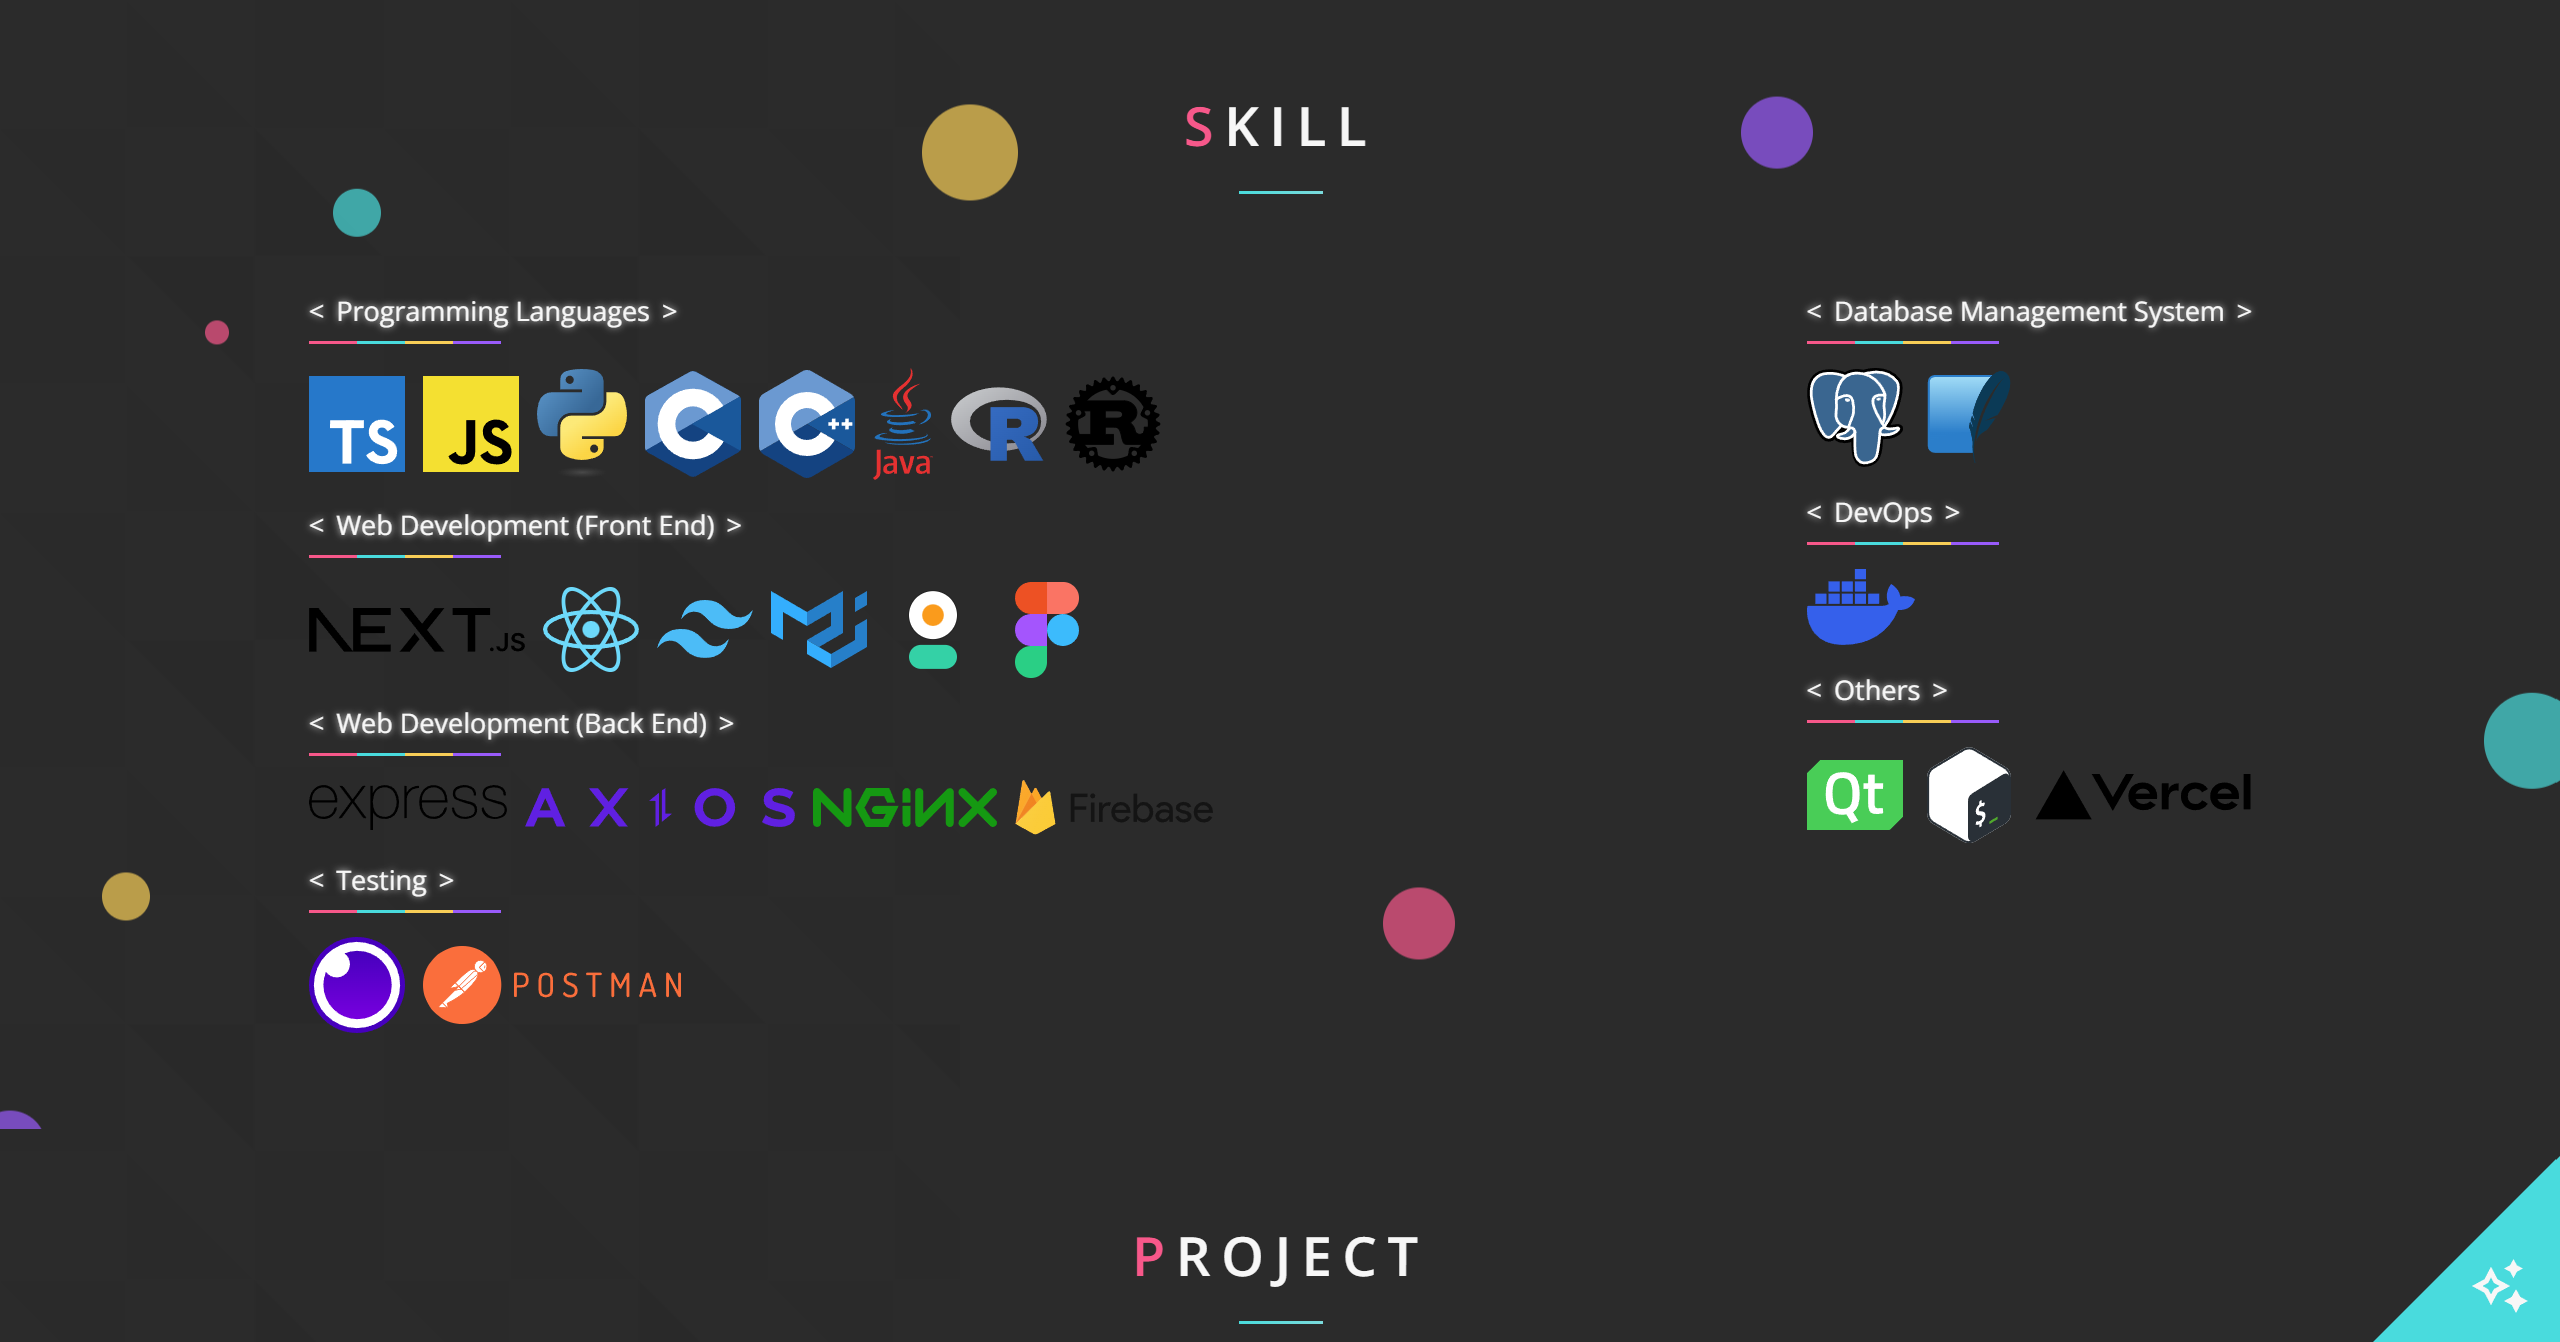 SKILL
< Programming Languages >
TS JS C C++ Java R R
< Web Development (Front End) >
NEXT.JS
< Web Development (Back End) >
express AXIOS NGINX Firebase
< Testing >
POSTMAN
< Database Management System >
< DevOps >
< Others >
Qt $_ Vercel
PROJECT